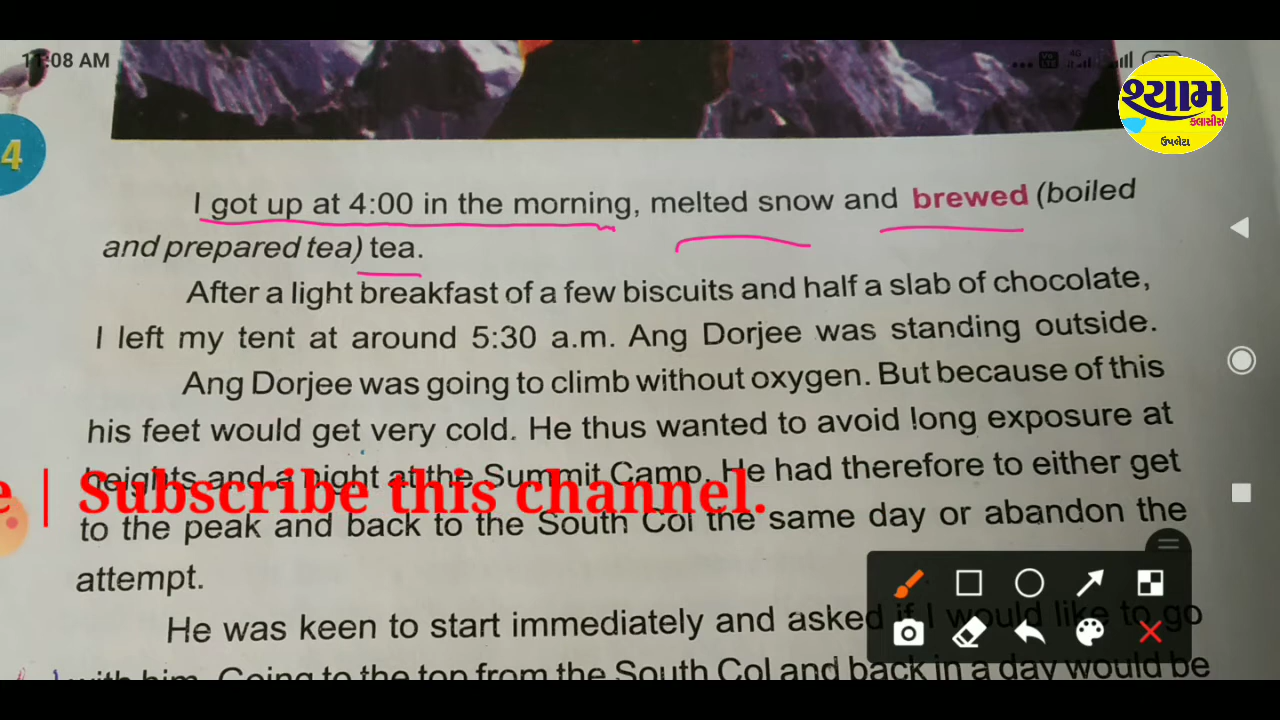 11:08 AM
શ્યામ
ક્લાસીસ
ઉપલેટા
4
I got up at 4:00 in the morning, melted snow and brewed (boiled
and prepared tea) tea.
After a light breakfast of a few biscuits and half a slab of chocolate,
I left my tent at around 5:30 a.m. Ang Dorjee was standing outside.
Ang Dorjee was going to climb without oxygen. But because of this
his feet would get very cold. He thus wanted to avoid long exposure at
heights and a night at the Summit Camp. He had therefore to either get
e | Subscribe this channel.
to the peak and back to the South Col the same day or abandon the
attempt.
He was keen to start immediately and asked if I would like to go
with him. Going to the top from the South Col and back in a day would be